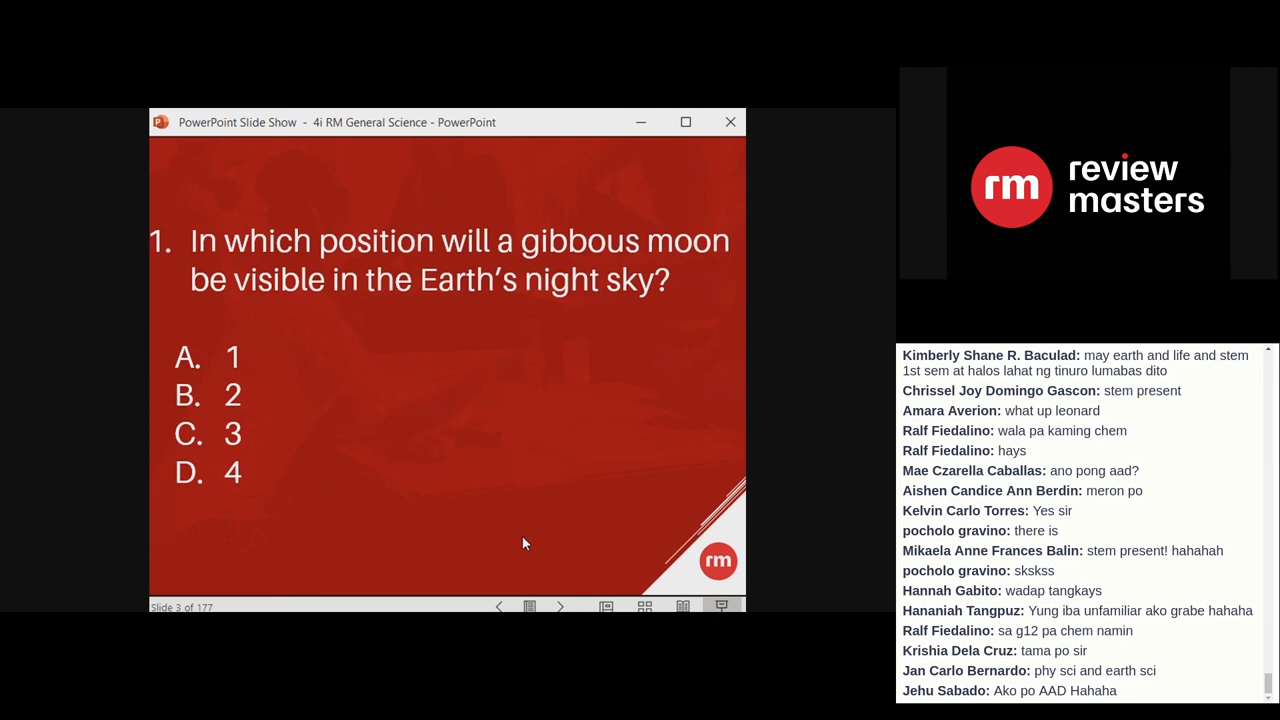 PowerPoint Slide Show - 4i RM General Science - PowerPoint
1. In which position will a gibbous moon
be visible in the Earth's night sky?
A. 1
B. 2
C. 3
D. 4
rm
Slide 3 of 177
rm review
masters
Kimberly Shane R. Baculad: may earth and life and stem
1st sem at halos lahat ng tinuro lumabas dito
Chrissel Joy Domingo Gascon: stem present
Amara Averion: what up leonard
Ralf Fiedalino: wala pa kaming chem
Ralf Fiedalino: hays
Mae Czarella Caballas: ano pong aad?
Aishen Candice Ann Berdin: meron po
Kelvin Carlo Torres: Yes sir
pocholo gravino: there is
Mikaela Anne Frances Balin: stem present! hahahah
pocholo gravino: skskss
Hannah Gabito: wadap tangkays
Hananiah Tangpuz: Yung iba unfamiliar ako grabe hahaha
Ralf Fiedalino: sa g12 pa chem namin
Krishia Dela Cruz: tama po sir
Jan Carlo Bernardo: phy sci and earth sci
Jehu Sabado: Ako po AAD Hahaha